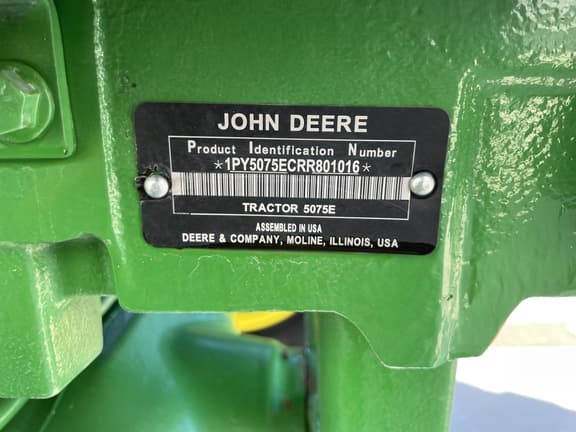 JOHN DEERE
Product Identification Number
*1PY5075ECRR801016*
TRACTOR 5075E
ASSEMBLED IN USA
DEERE & COMPANY, MOLINE, ILLINOIS, USA